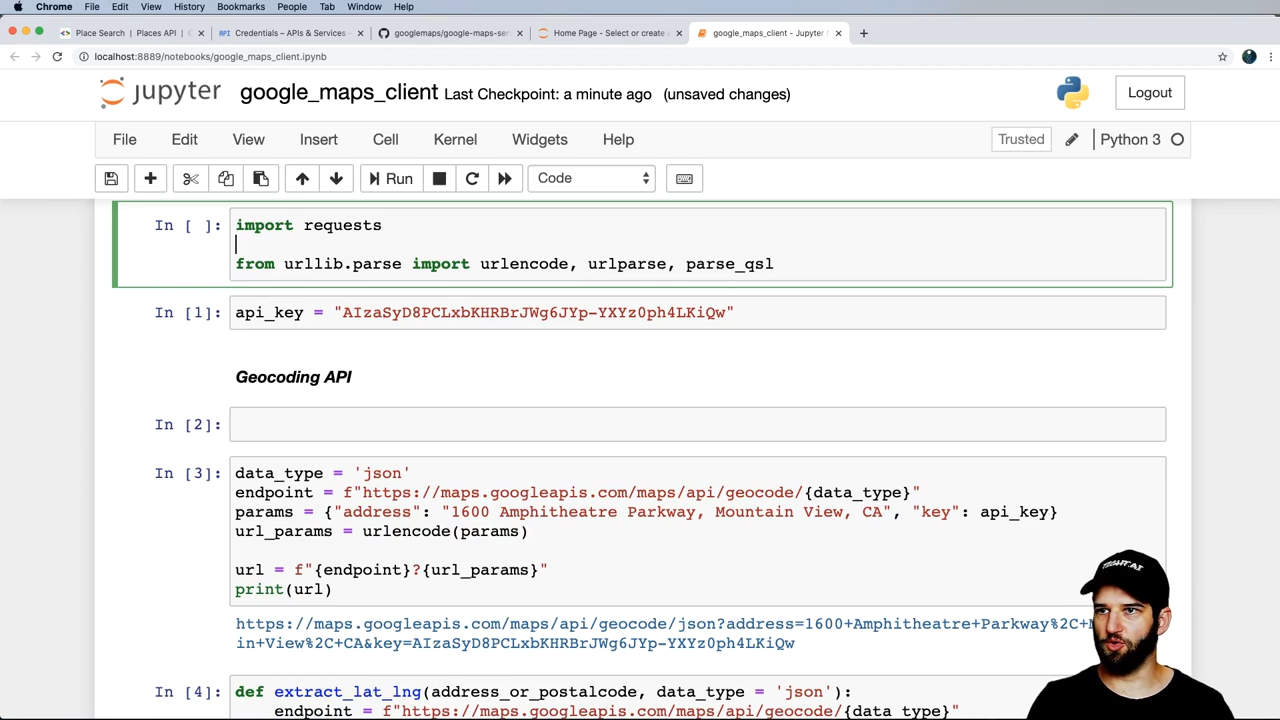 Chrome File Edit View History Bookmarks People Tab Window Help
Place Search | Places API | Credentials – APIs & Services googlemaps/google-maps-ser Home Page - Select or create google_maps_client - Jupyter
localhost:8889/notebooks/google_maps_client.ipynb
jupyter google_maps_client Last Checkpoint: a minute ago (unsaved changes) Logout
File Edit View Insert Cell Kernel Widgets Help Trusted Python 3
Run Code
In [ ]: import requests
from urllib.parse import urlencode, urlparse, parse_qsl
In [1]: api_key = "AIzaSyD8PCLxbKHRBrJWg6JYp-YXYz0ph4LKiQw"
Geocoding API
In [2]:
In [3]: data_type = 'json'
endpoint = f"https://maps.googleapis.com/maps/api/geocode/{data_type}"
params = {"address": "1600 Amphitheatre Parkway, Mountain View, CA", "key": api_key}
url_params = urlencode(params)
url = f"{endpoint}?{url_params}"
print(url)
https://maps.googleapis.com/maps/api/geocode/json?address=1600+Amphitheatre+Parkway%2C+
in+View%2C+CA&key=AIzaSyD8PCLxbKHRBrJWg6JYp-YXYz0ph4LKiQw
In [4]: def extract_lat_lng(address_or_postalcode, data_type = 'json'):
endpoint = f"https://maps.googleapis.com/maps/api/geocode/{data_type}"